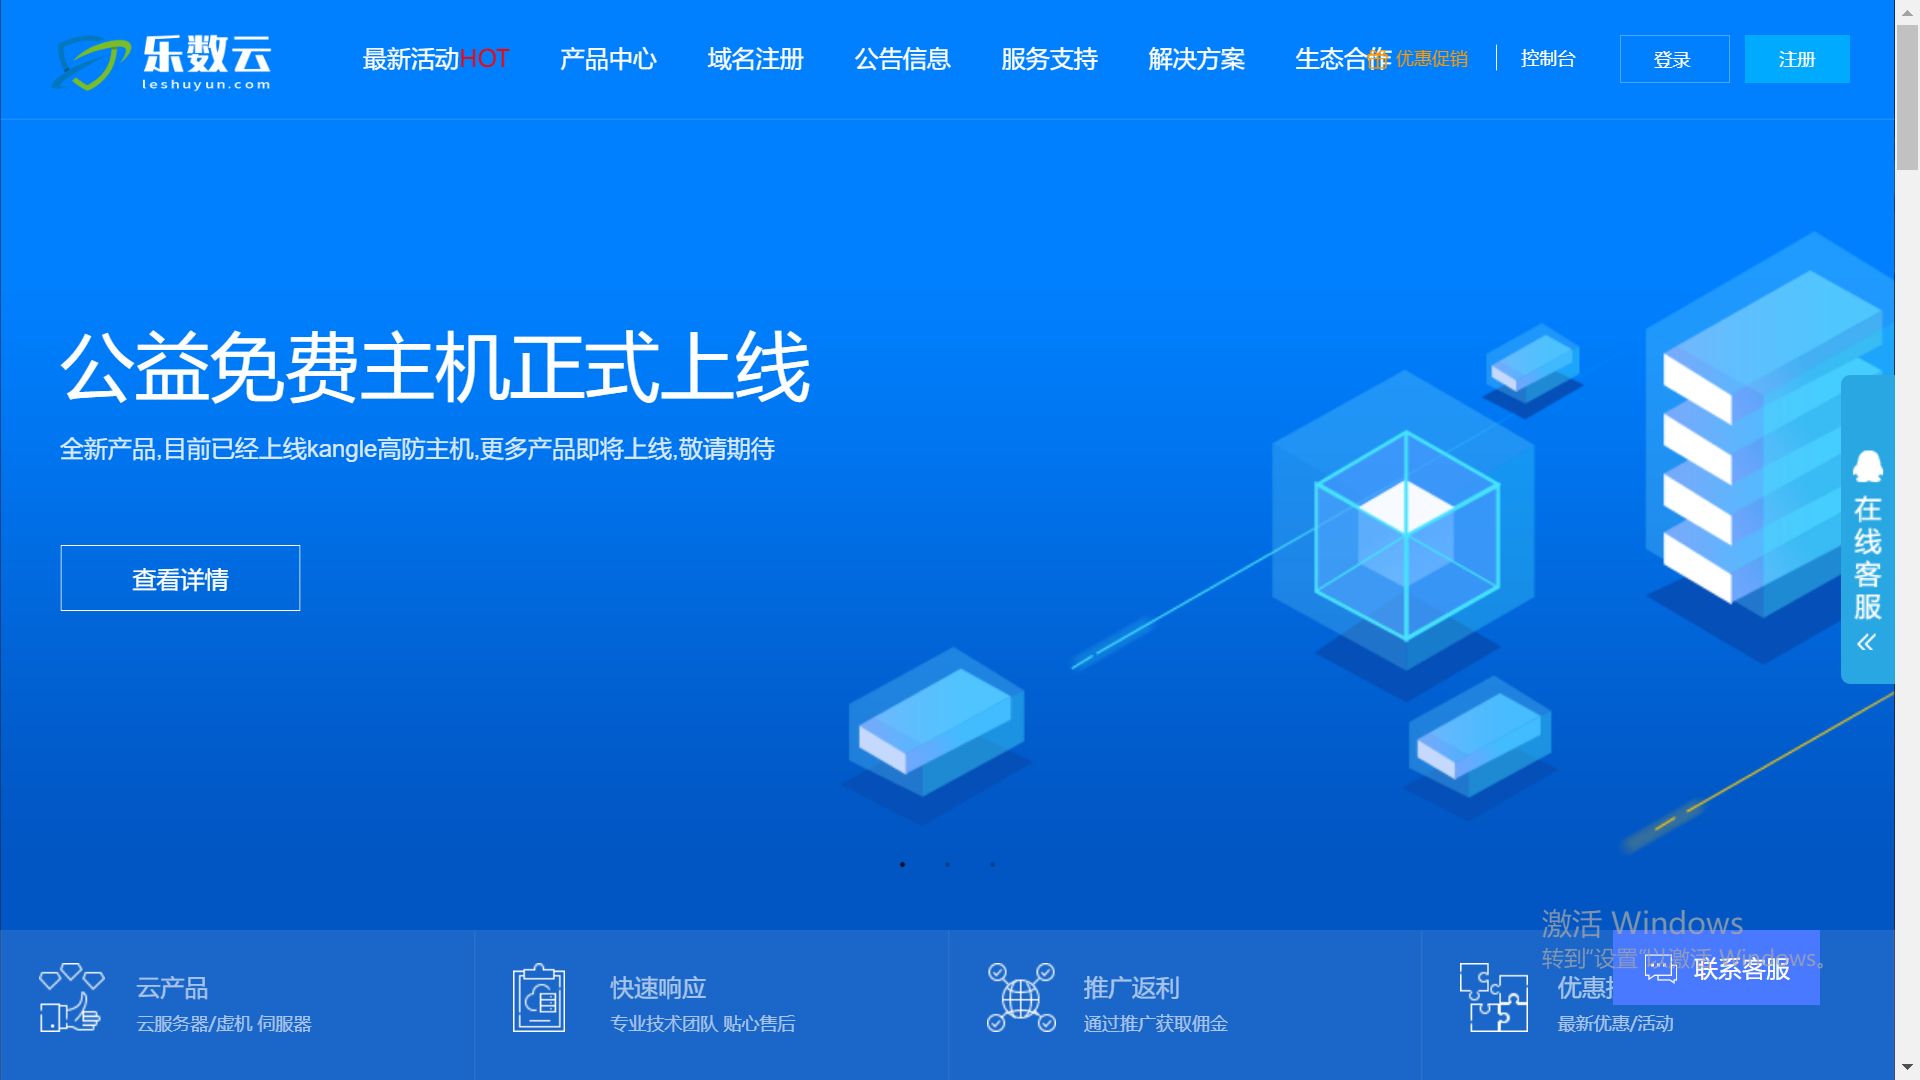 乐数云
leshuyun.com
最新活动HOT
产品中心
域名注册
公告信息
服务支持
解决方案
生态合作
优惠促销
控制台
登录
注册
公益免费主机正式上线
全新产品,目前已经上线kangle高防主机,更多产品即将上线,敬请期待
查看详情
在线客服
激活 Windows
转到"设置"以激活 Windows。
联系客服
云产品
云服务器/虚机 伺服器
快速响应
专业技术团队 贴心售后
推广返利
通过推广获取佣金
优惠
最新优惠/活动